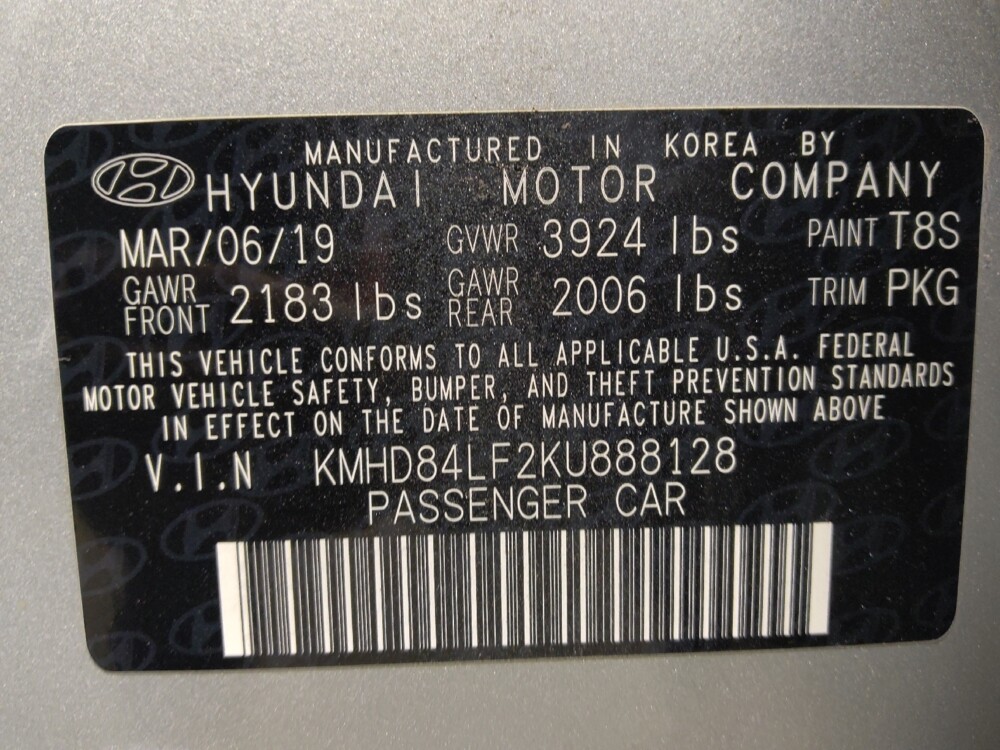 MANUFACTURED IN KOREA BY
HYUNDAI MOTOR COMPANY
MAR/06/19 GVWR 3924 lbs PAINT T8S
GAWR FRONT 2183 lbs GAWR REAR 2006 lbs TRIM PKG
THIS VEHICLE CONFORMS TO ALL APPLICABLE U.S.A. FEDERAL
MOTOR VEHICLE SAFETY, BUMPER, AND THEFT PREVENTION STANDARDS
IN EFFECT ON THE DATE OF MANUFACTURE SHOWN ABOVE
V.I.N KMHD84LF2KU888128
PASSENGER CAR